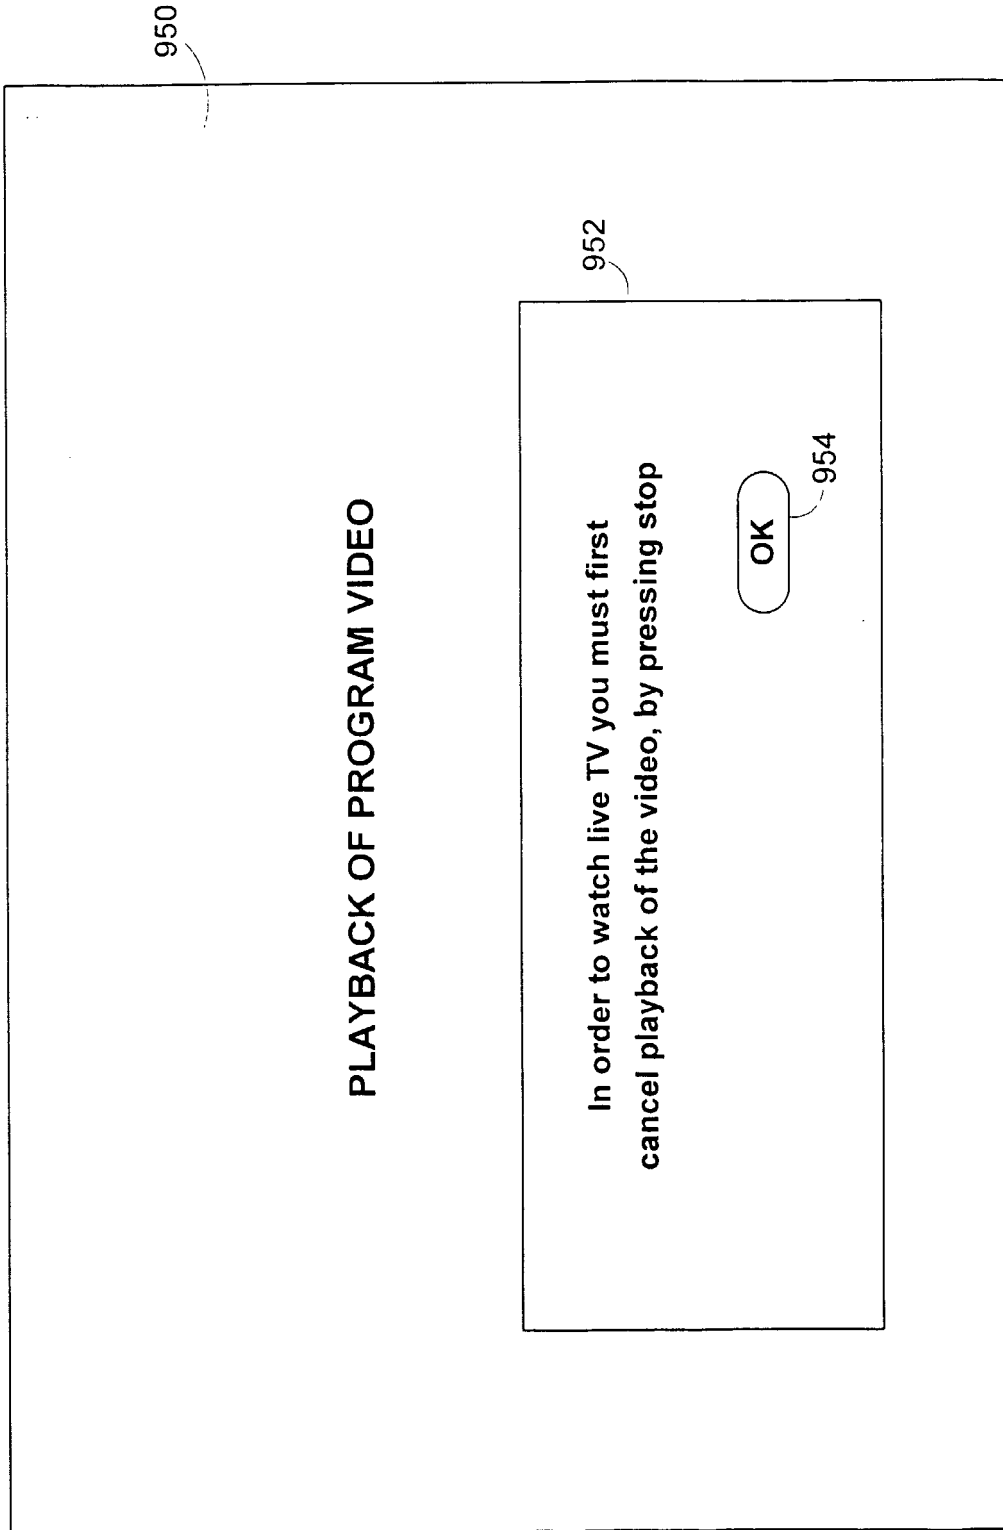 950
PLAYBACK OF PROGRAM VIDEO
952
In order to watch live TV you must first
cancel playback of the video, by pressing stop
OK
954